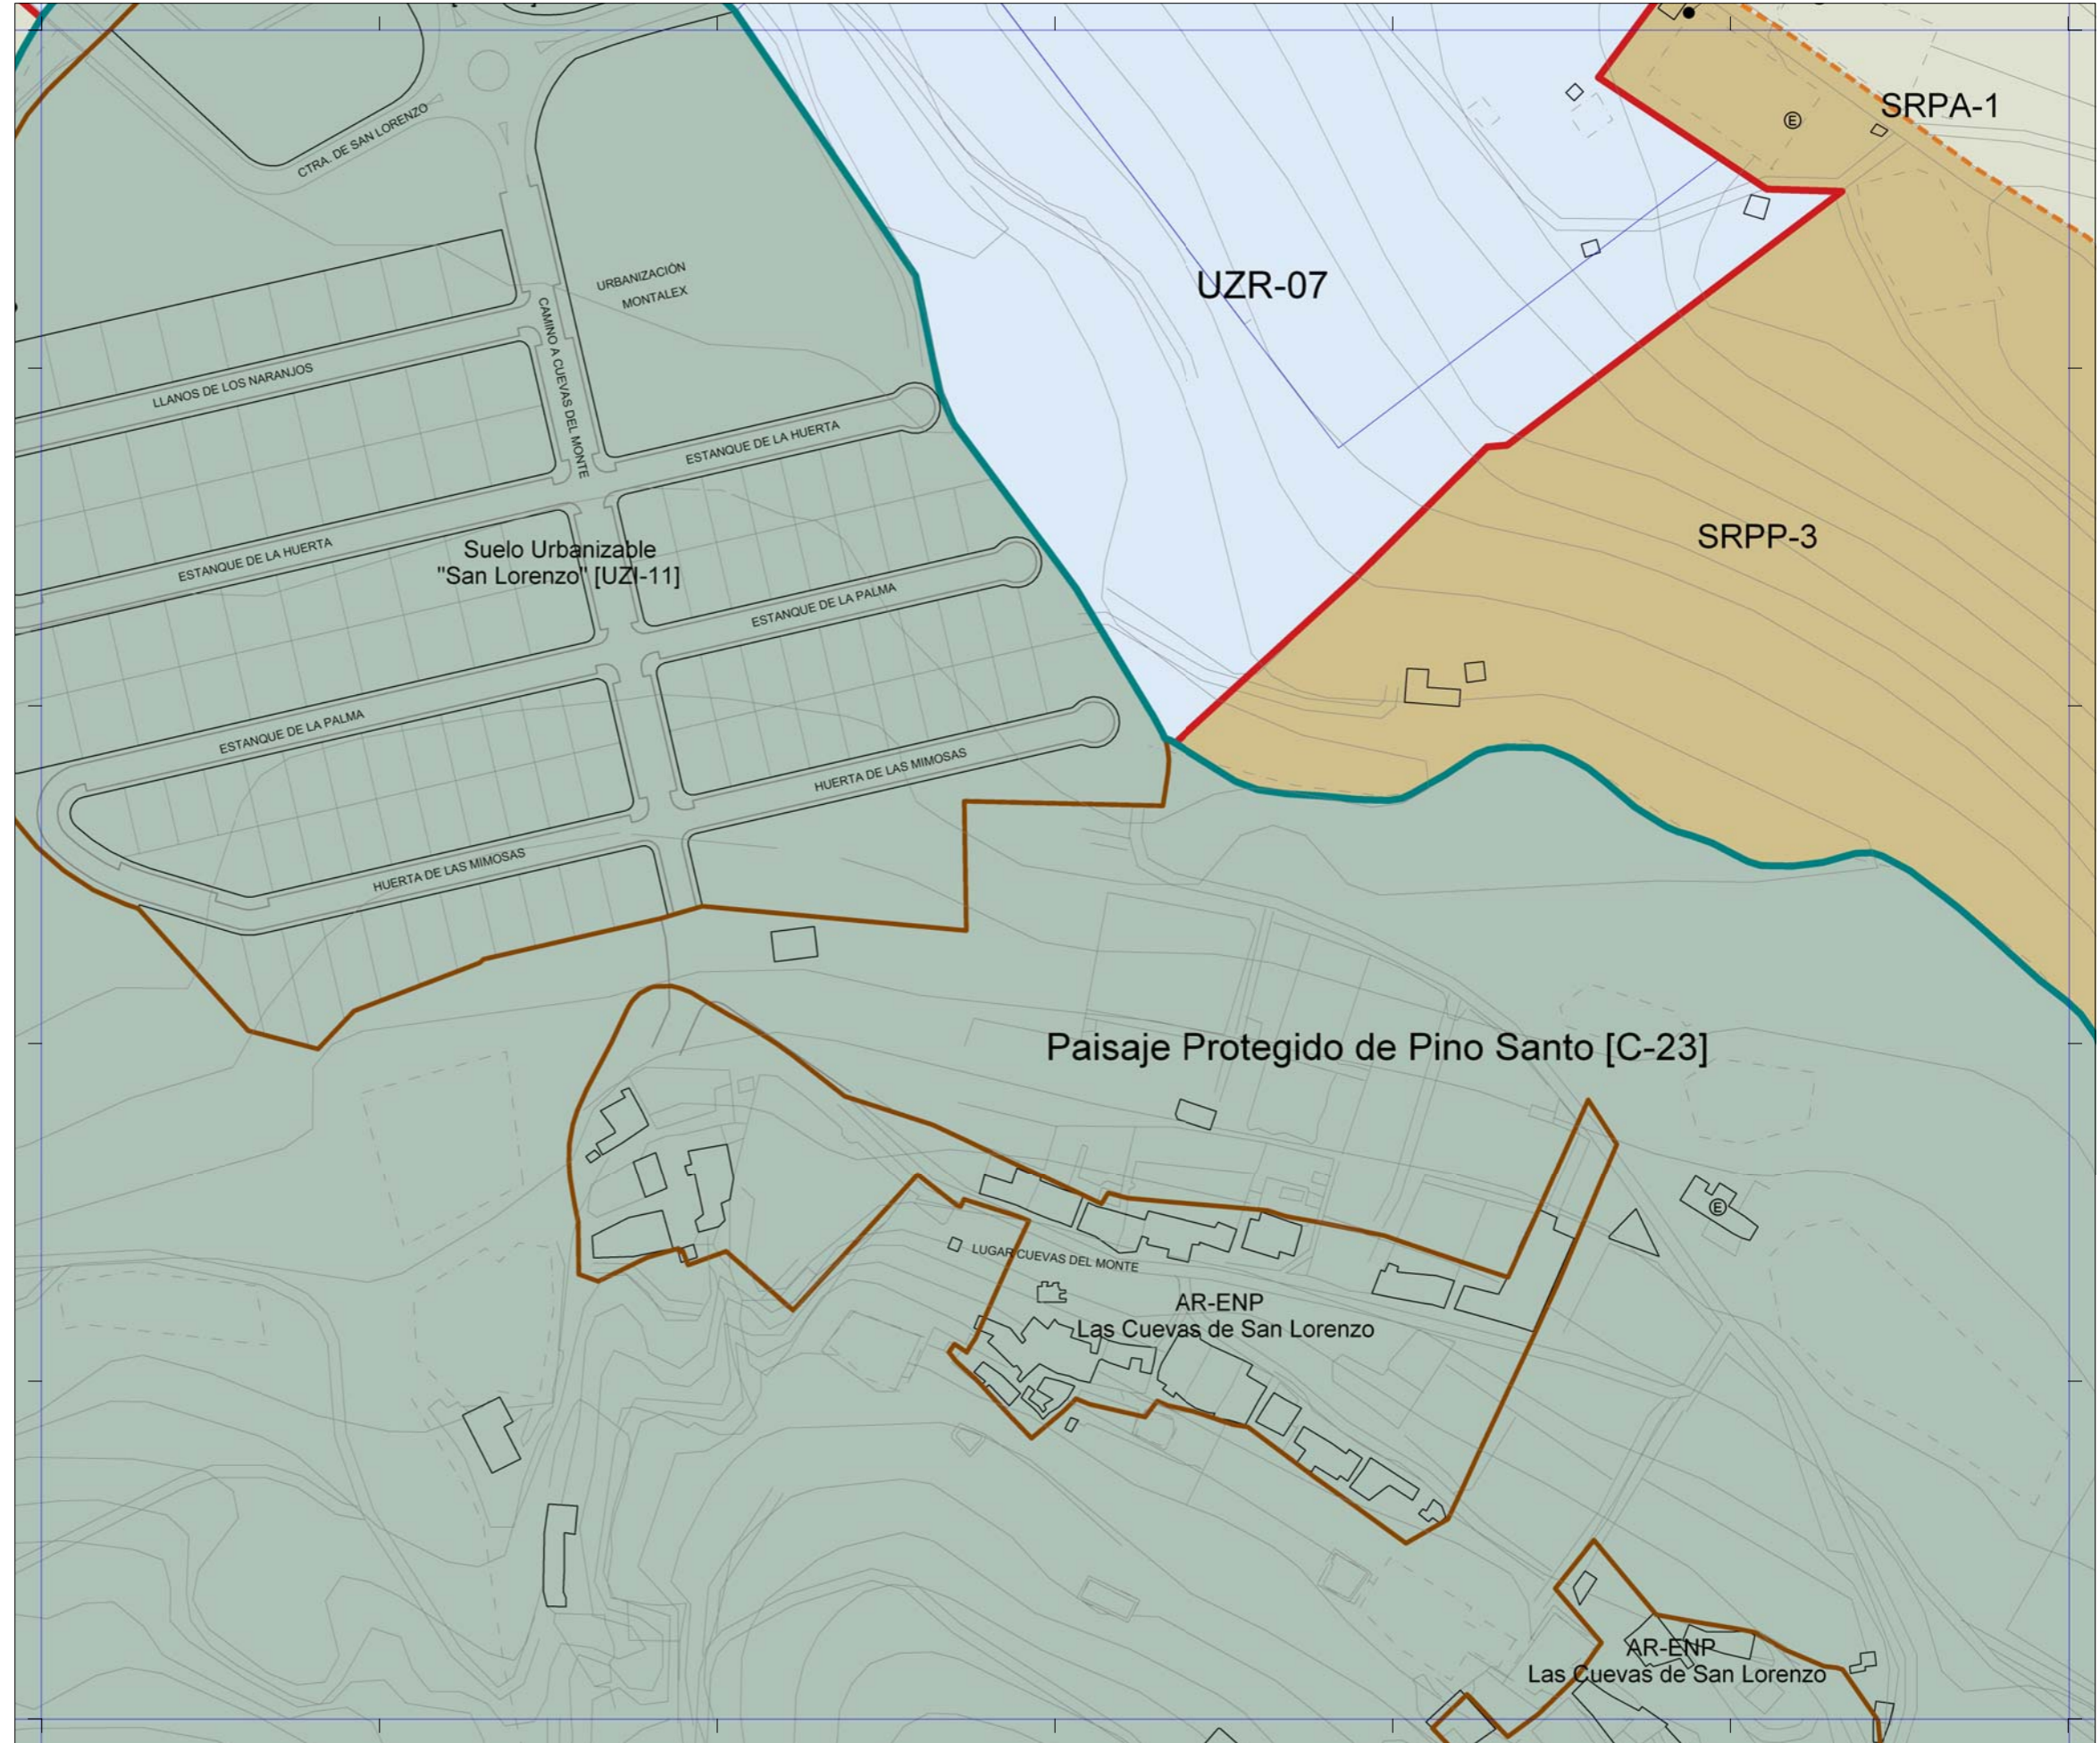 CTRA. DE SAN LORENZO
SRPA-1
E
URBANIZACIÓN
MONTALEX
UZR-07
CAMINO A CUEVAS DEL MONTE
LLANOS DE LOS NARANJOS
ESTANQUE DE LA HUERTA
SRPP-3
ESTANQUE DE LA HUERTA
Suelo Urbanizable
"San Lorenzo" [UZI-11]
ESTANQUE DE LA PALMA
ESTANQUE DE LA PALMA
HUERTA DE LAS MIMOSAS
HUERTA DE LAS MIMOSAS
Paisaje Protegido de Pino Santo [C-23]
E
LUGAR CUEVAS DEL MONTE
AR-ENP
Las Cuevas de San Lorenzo
AR-ENP
Las Cuevas de San Lorenzo